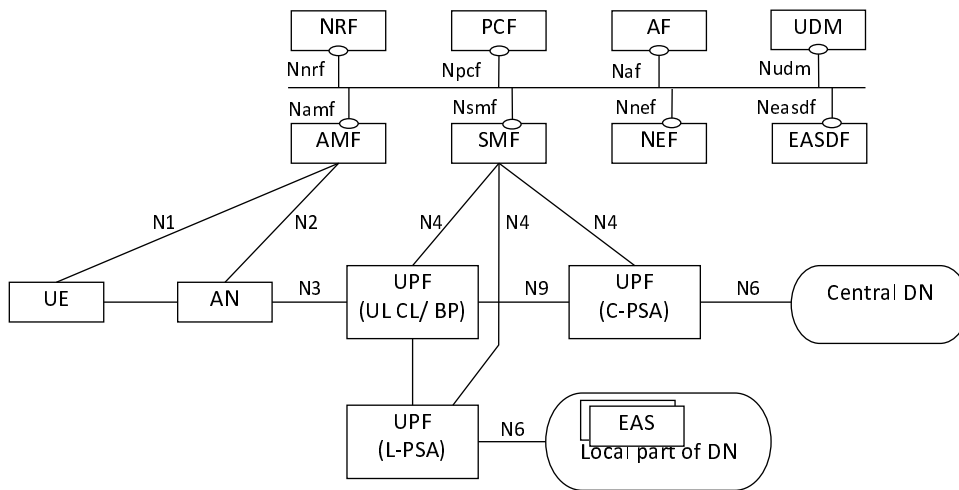 NRF
PCF
AF
UDM
Nnrf
Npcf
Naf
Nudm
Namf
Nsmf
Nnef
Neasdf
AMF
SMF
NEF
EASDF
N1
N2
N4
N4
N4
UE
AN
N3
UPF
(UL CL/ BP)
N9
UPF
(C-PSA)
N6
Central DN
UPF
(L-PSA)
N6
EAS
Local part of DN